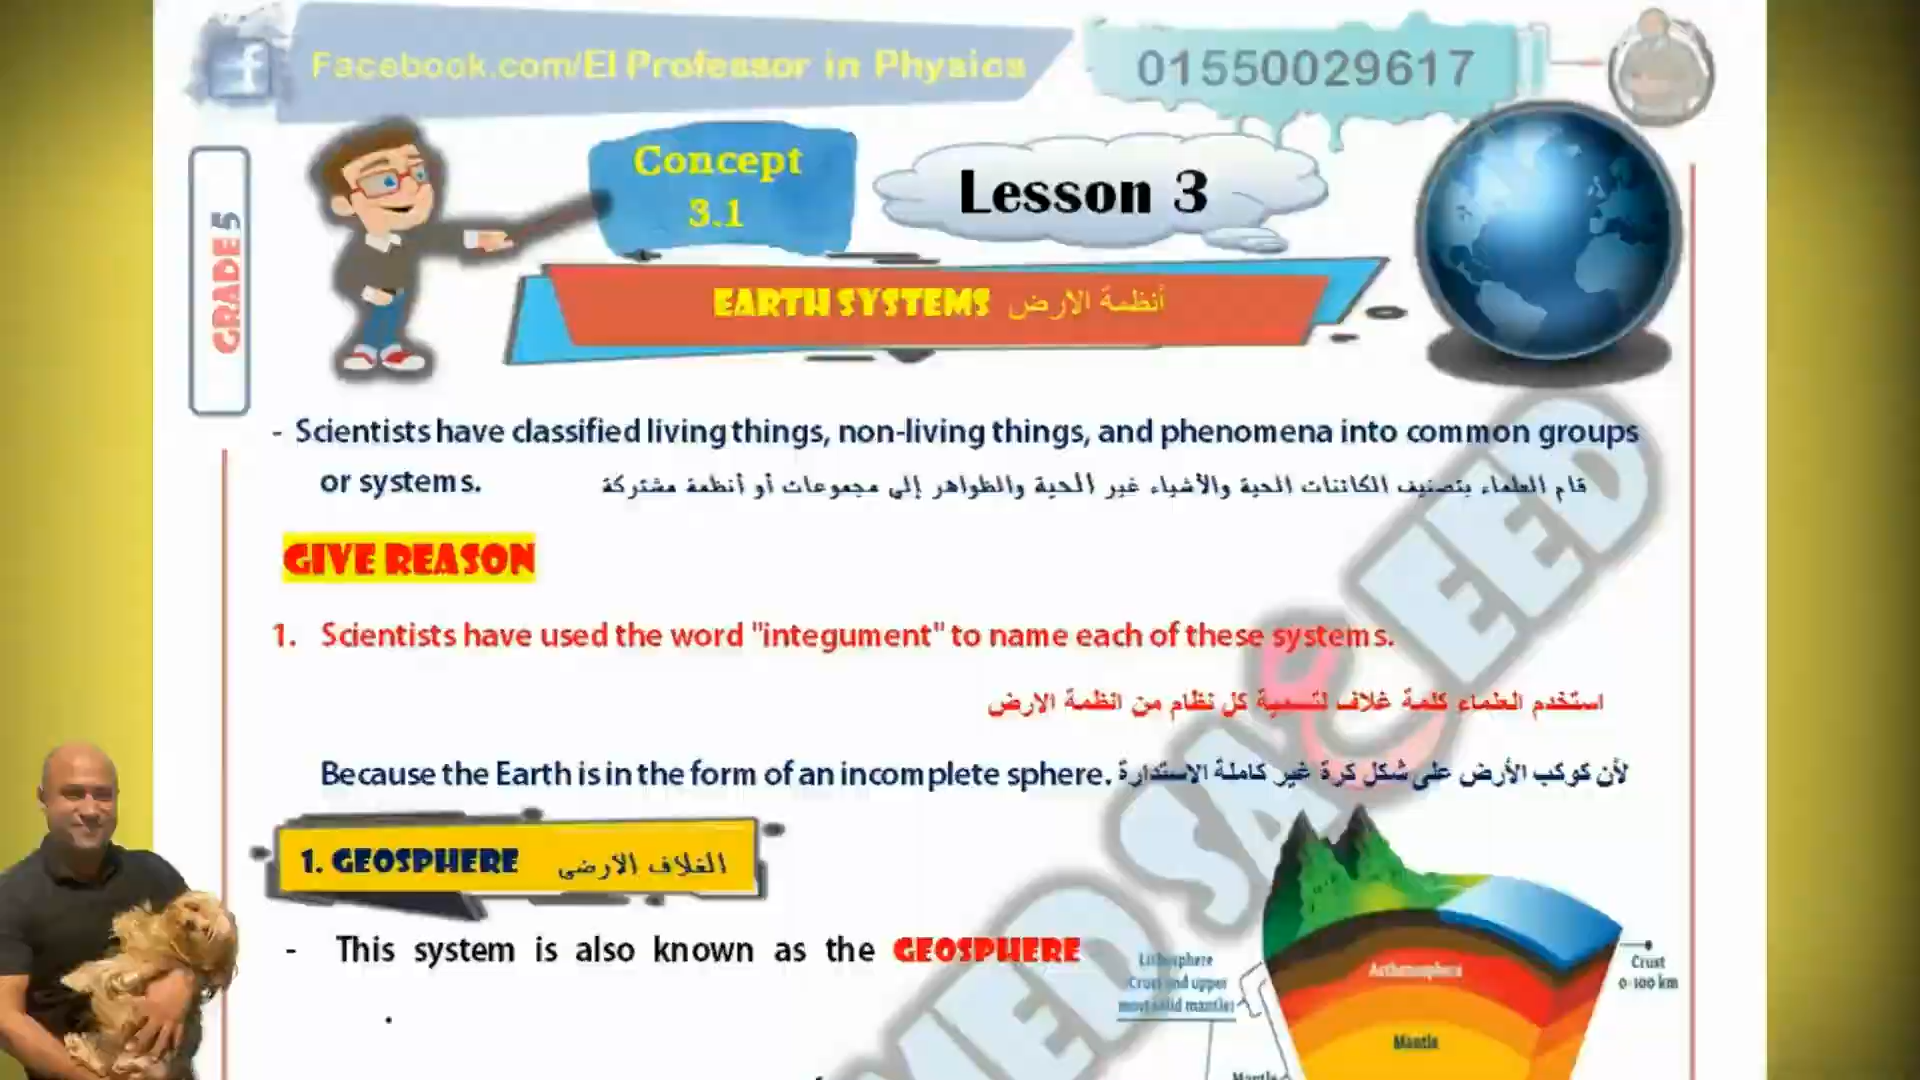 Facebook.com/El Professor in Physics
01550029617
GRADE 5
Concept
3.1
Lesson 3
EARTH SYSTEMS أنظمة الارض
- Scientists have classified living things, non-living things, and phenomena into common groups
or systems. قام العلماء بتصنيف الكائنات الحية والأشياء غير الحية والظواهر إلى مجموعات أو أنظمة مشتركة
GIVE REASON
1. Scientists have used the word "integument" to name each of these systems.
استخدم العلماء كلمة غلاف لتسمية كل نظام من انظمة الارض
Because the Earth is in the form of an incomplete sphere. لأن كوكب الأرض على شكل كرة غير كاملة الاستدارة
1. GEOSPHERE الغلاف الارضى
- This system is also known as the GEOSPHERE
.
Lithosphere
(Crust and upper
most solid mantle)
Asthenosphere
Crust
0-100 km
Mantle
Mantle
MED SAEED